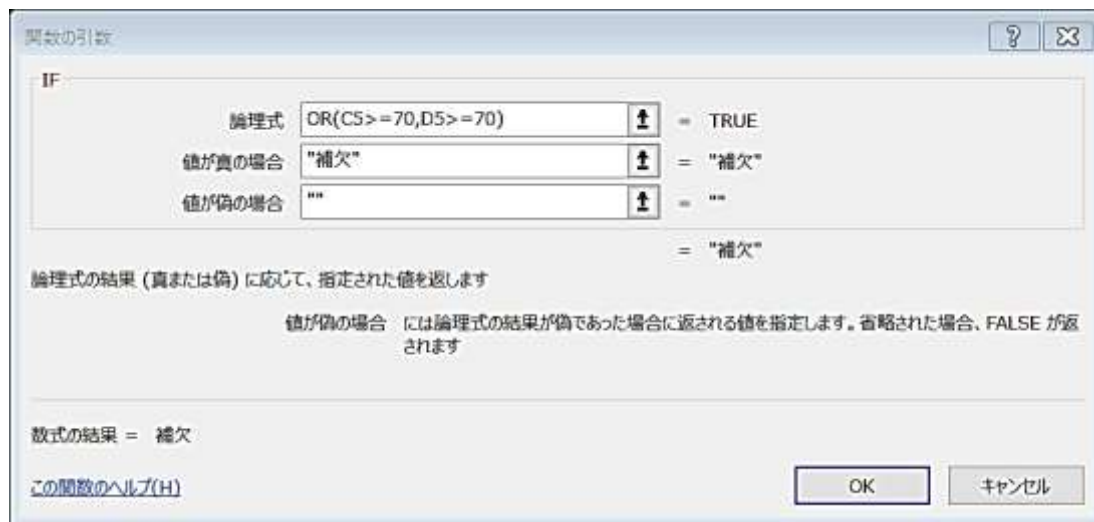 関数の引数
IF
論理式 OR(C5>=70,D5>=70) = TRUE
値が真の場合 "補欠" = "補欠"
値が偽の場合 "" = ""
= "補欠"
論理式の結果 (真または偽) に応じて、指定された値を返します
値が偽の場合 には論理式の結果が偽であった場合に返される値を指定します。省略された場合、FALSE が返
されます
数式の結果 = 補欠
この関数のヘルプ(H)
OK
キャンセル